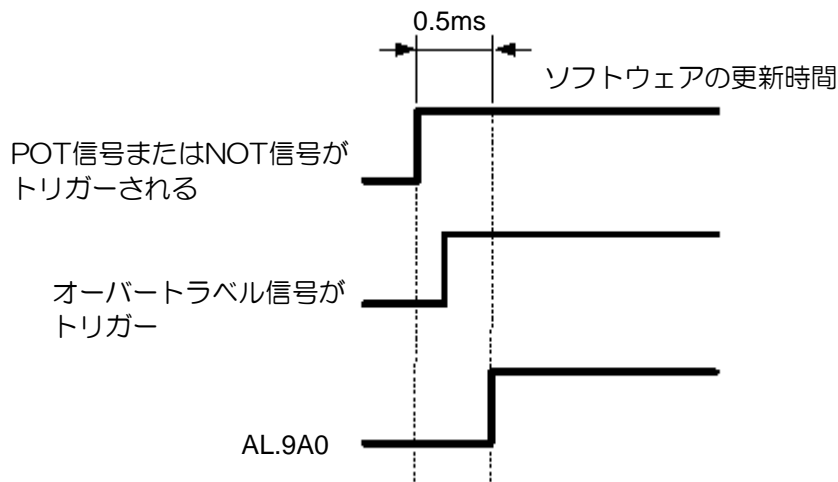 0.5ms
ソフトウェアの更新時間
POT信号またはNOT信号が
トリガーされる
オーバートラベル信号が
トリガー
AL.9A0